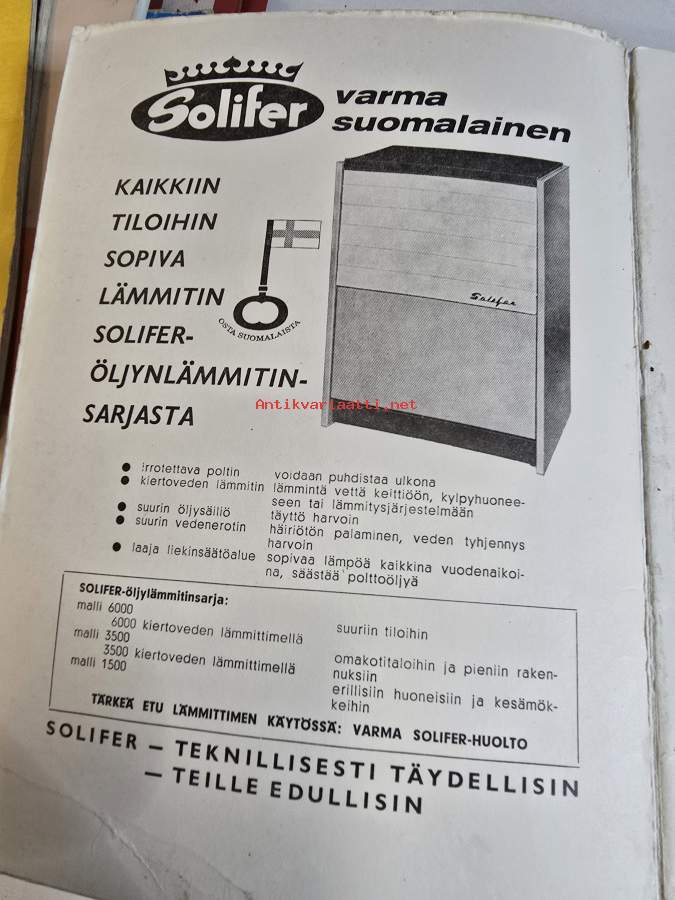 Solifer
varma
suomalainen
KAIKKIIN
TILOIHIN
SOPIVA
LÄMMITIN
SOLIFER-
ÖLJYNLÄMMITIN-
SARJASTA
OSTA SUOMALAISTA
Solifer
Antikvariaatti.net
● irrotettava poltin voidaan puhdistaa ulkona
● kiertoveden lämmitin lämmintä vettä keittiöön, kylpyhuonee-
seen tai lämmitysjärjestelmään
● suurin öljysäiliö täyttö harvoin
● suurin vedenerotin häiriötön palaminen, veden tyhjennys
harvoin
● laaja liekinsäätöalue sopivaa lämpöä kaikkina vuodenaikoi-
na, säästää polttoöljyä
SOLIFER-öljylämmitinsarja:
malli 6000
6000 kiertoveden lämmittimellä suuriin tiloihin
malli 3500
3500 kiertoveden lämmittimellä omakotitaloihin ja pieniin raken-
nuksiin
malli 1500 erillisiin huoneisiin ja kesämök-
keihin
TÄRKEÄ ETU LÄMMITTIMEN KÄYTÖSSÄ: VARMA SOLIFER-HUOLTO
SOLIFER — TEKNILLISESTI TÄYDELLISIN
— TEILLE EDULLISIN